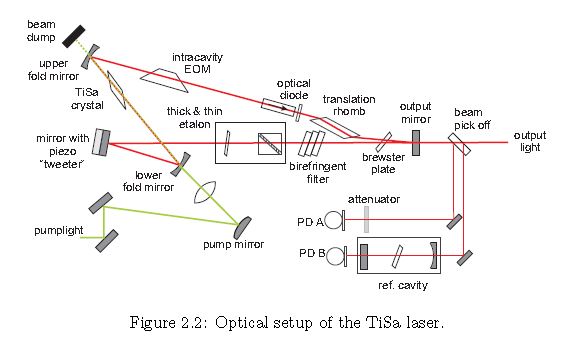 beam
dump
upper
fold mirror
intracavity
EOM
TiSa
crystal
optical
diode
translation
rhomb
output
mirror
beam
pick off
thick & thin
etalon
mirror with
piezo
"tweeter"
output
light
birefringent
filter
brewster
plate
lower
fold mirror
attenuator
PD A
pumplight
pump mirror
PD B
ref. cavity
Figure 2.2: Optical setup of the TiSa laser.